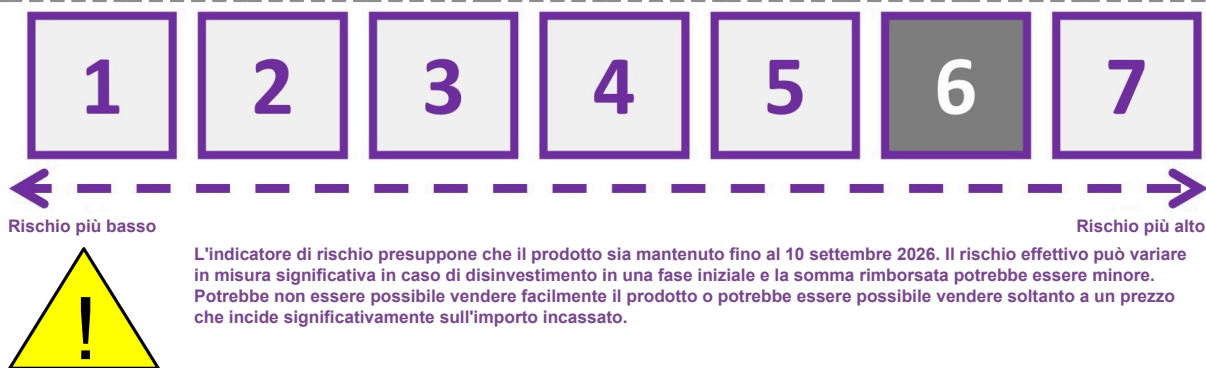 1 2 3 4 5 6 7
Rischio più basso Rischio più alto
L'indicatore di rischio presuppone che il prodotto sia mantenuto fino al 10 settembre 2026. Il rischio effettivo può variare
in misura significativa in caso di disinvestimento in una fase iniziale e la somma rimborsata potrebbe essere minore.
Potrebbe non essere possibile vendere facilmente il prodotto o potrebbe essere possibile vendere soltanto a un prezzo
che incide significativamente sull'importo incassato.
!